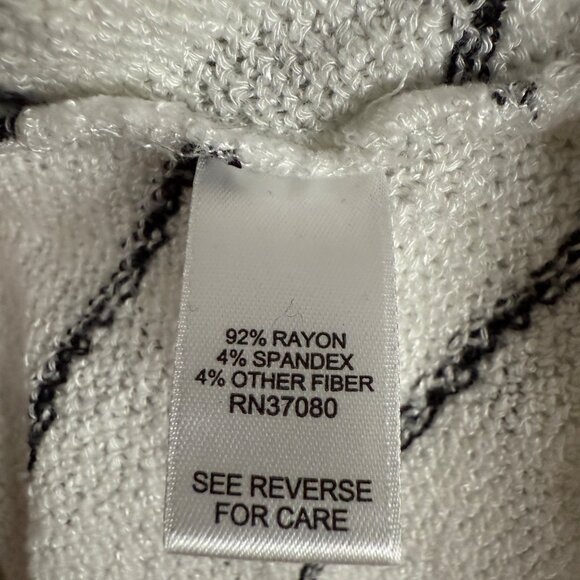 92% RAYON
4% SPANDEX
4% OTHER FIBER
RN37080
SEE REVERSE
FOR CARE